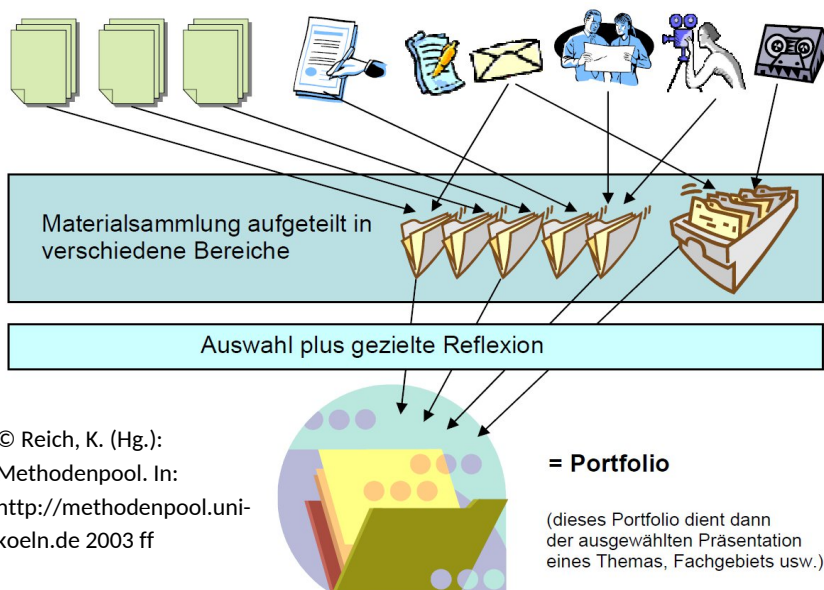 Materialsammlung aufgeteilt in
verschiedene Bereiche
Auswahl plus gezielte Reflexion
© Reich, K. (Hg.):
Methodenpool. In:
http://methodenpool.uni-
koeln.de 2003 ff
= Portfolio
(dieses Portfolio dient dann
der ausgewählten Präsentation
eines Themas, Fachgebiets usw.)